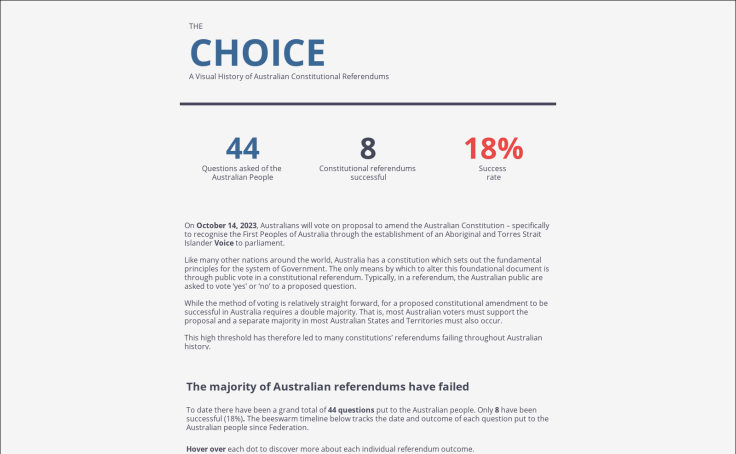 THE
CHOICE
A Visual History of Australian Constitutional Referendums
44
Questions asked of the
Australian People
8
Constitutional referendums
successful
18%
Success
rate
On October 14, 2023, Australians will vote on proposal to amend the Australian Constitution – specifically
to recognise the First Peoples of Australia through the establishment of an Aboriginal and Torres Strait
Islander Voice to parliament.
Like many other nations around the world, Australia has a constitution which sets out the fundamental
principles for the system of Government. The only means by which to alter this foundational document is
through public vote in a constitutional referendum. Typically, in a referendum, the Australian public are
asked to vote ‘yes’ or ‘no’ to a proposed question.
While the method of voting is relatively straight forward, for a proposed constitutional amendment to be
successful in Australia requires a double majority. That is, most Australian voters must support the
proposal and a separate majority in most Australian States and Territories must also occur.
This high threshold has therefore led to many constitutions’ referendums failing throughout Australian
history.
The majority of Australian referendums have failed
To date there have been a grand total of 44 questions put to the Australian people. Only 8 have been
successful (18%). The beeswarm timeline below tracks the date and outcome of each question put to the
Australian people since Federation.
Hover over each dot to discover more about each individual referendum outcome.